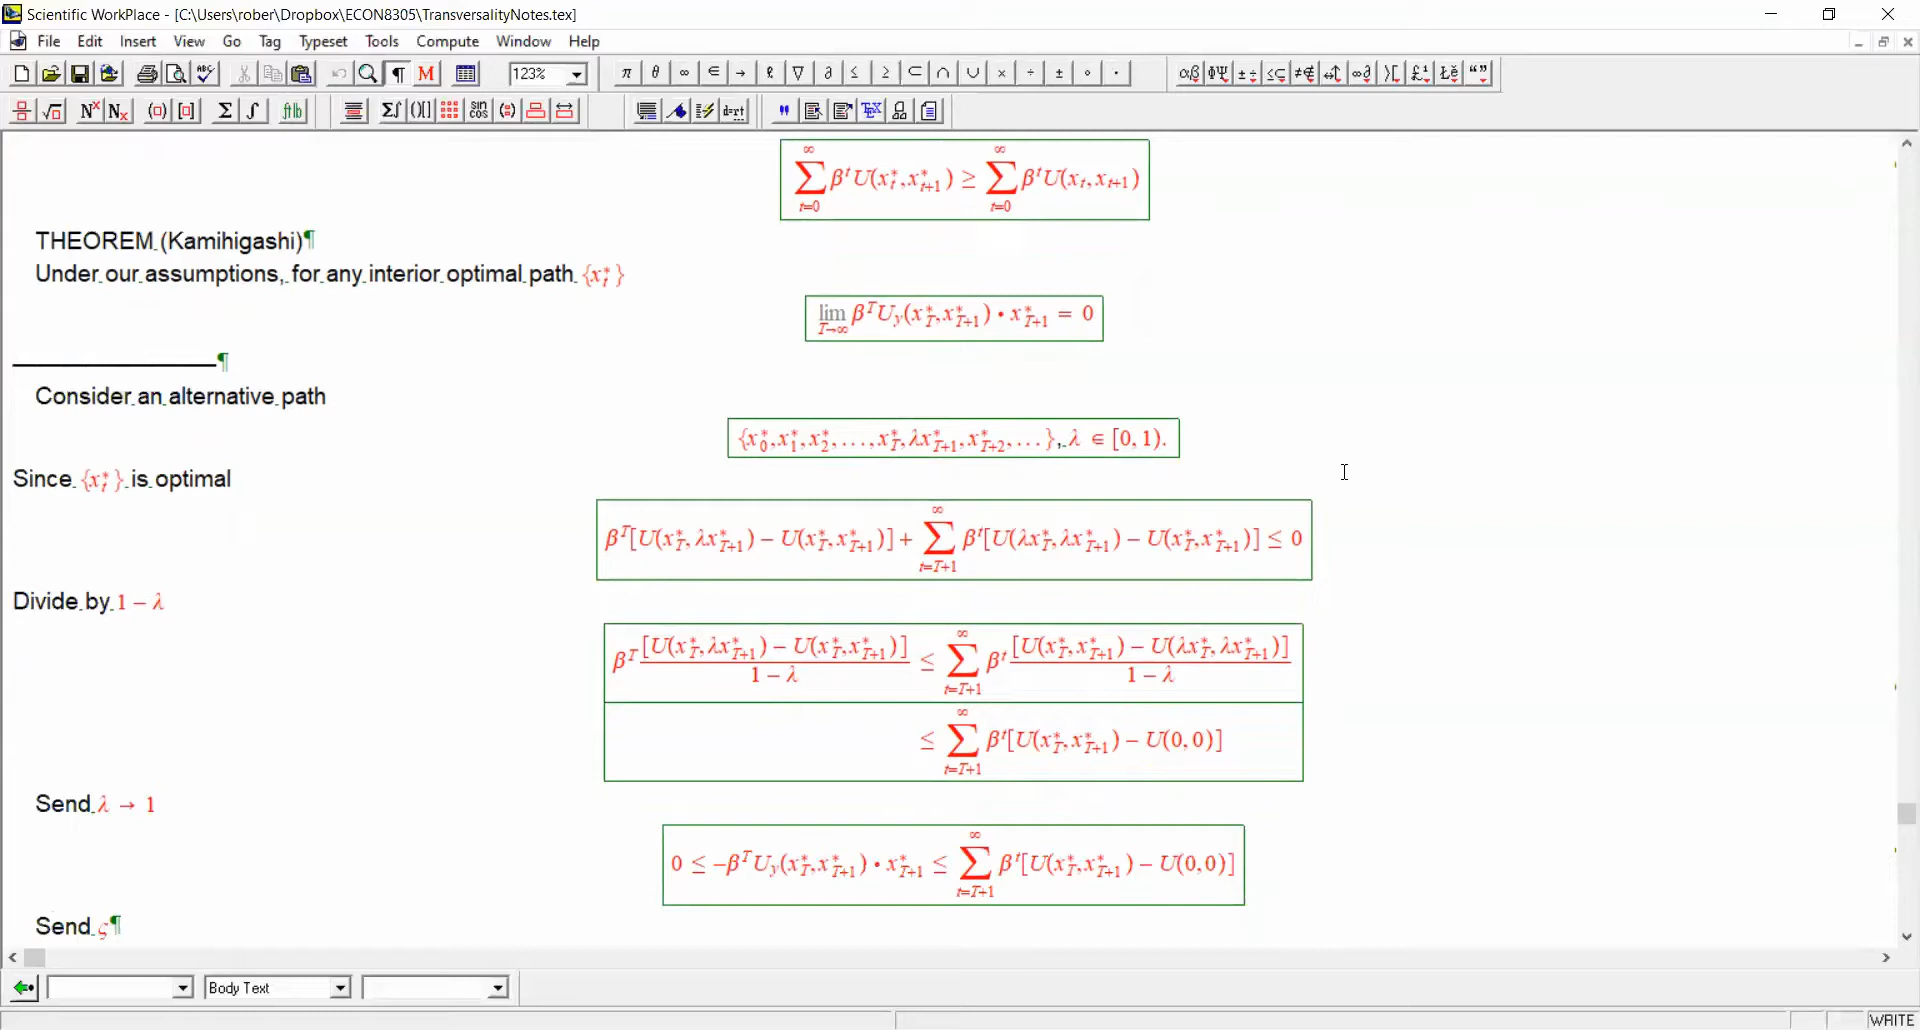 Scientific WorkPlace - [C:\Users\rober\Dropbox\ECON8305\TransversalityNotes.tex]
File Edit Insert View Go Tag Typeset Tools Compute Window Help
123% π θ ∞ ∈ → ℓ ∇ ∂ ≤ ≥ ⊂ ∩ ∪ × ÷ ± ∘ ·
∑_{t=0}^{∞} β^t U(x_t^*, x_{t+1}^*) ≥ ∑_{t=0}^{∞} β^t U(x_t, x_{t+1})
THEOREM (Kamihigashi)¶
Under our assumptions, for any interior optimal path {x_t^*}
lim_{T→∞} β^T U_y(x_T^*, x_{T+1}^*) • x_{T+1}^* = 0
¶
Consider an alternative path
{x_0^*, x_1^*, x_2^*, …, x_T^*, λx_{T+1}^*, x_{T+2}^*, … }, λ ∈ [0, 1).
Since {x_t^*} is optimal
β^T[U(x_T^*, λx_{T+1}^*) − U(x_T^*, x_{T+1}^*)] + ∑_{t=T+1}^{∞} β^t[U(λx_T^*, λx_{T+1}^*) − U(x_T^*, x_{T+1}^*)] ≤ 0
Divide by 1 − λ
β^T [U(x_T^*, λx_{T+1}^*) − U(x_T^*, x_{T+1}^*)] / (1 − λ) ≤ ∑_{t=T+1}^{∞} β^t [U(x_T^*, x_{T+1}^*) − U(λx_T^*, λx_{T+1}^*)] / (1 − λ)
≤ ∑_{t=T+1}^{∞} β^t[U(x_T^*, x_{T+1}^*) − U(0, 0)]
Send λ → 1
0 ≤ −β^T U_y(x_T^*, x_{T+1}^*) • x_{T+1}^* ≤ ∑_{t=T+1}^{∞} β^t[U(x_T^*, x_{T+1}^*) − U(0, 0)]
Send ς¶
Body Text
WRITE